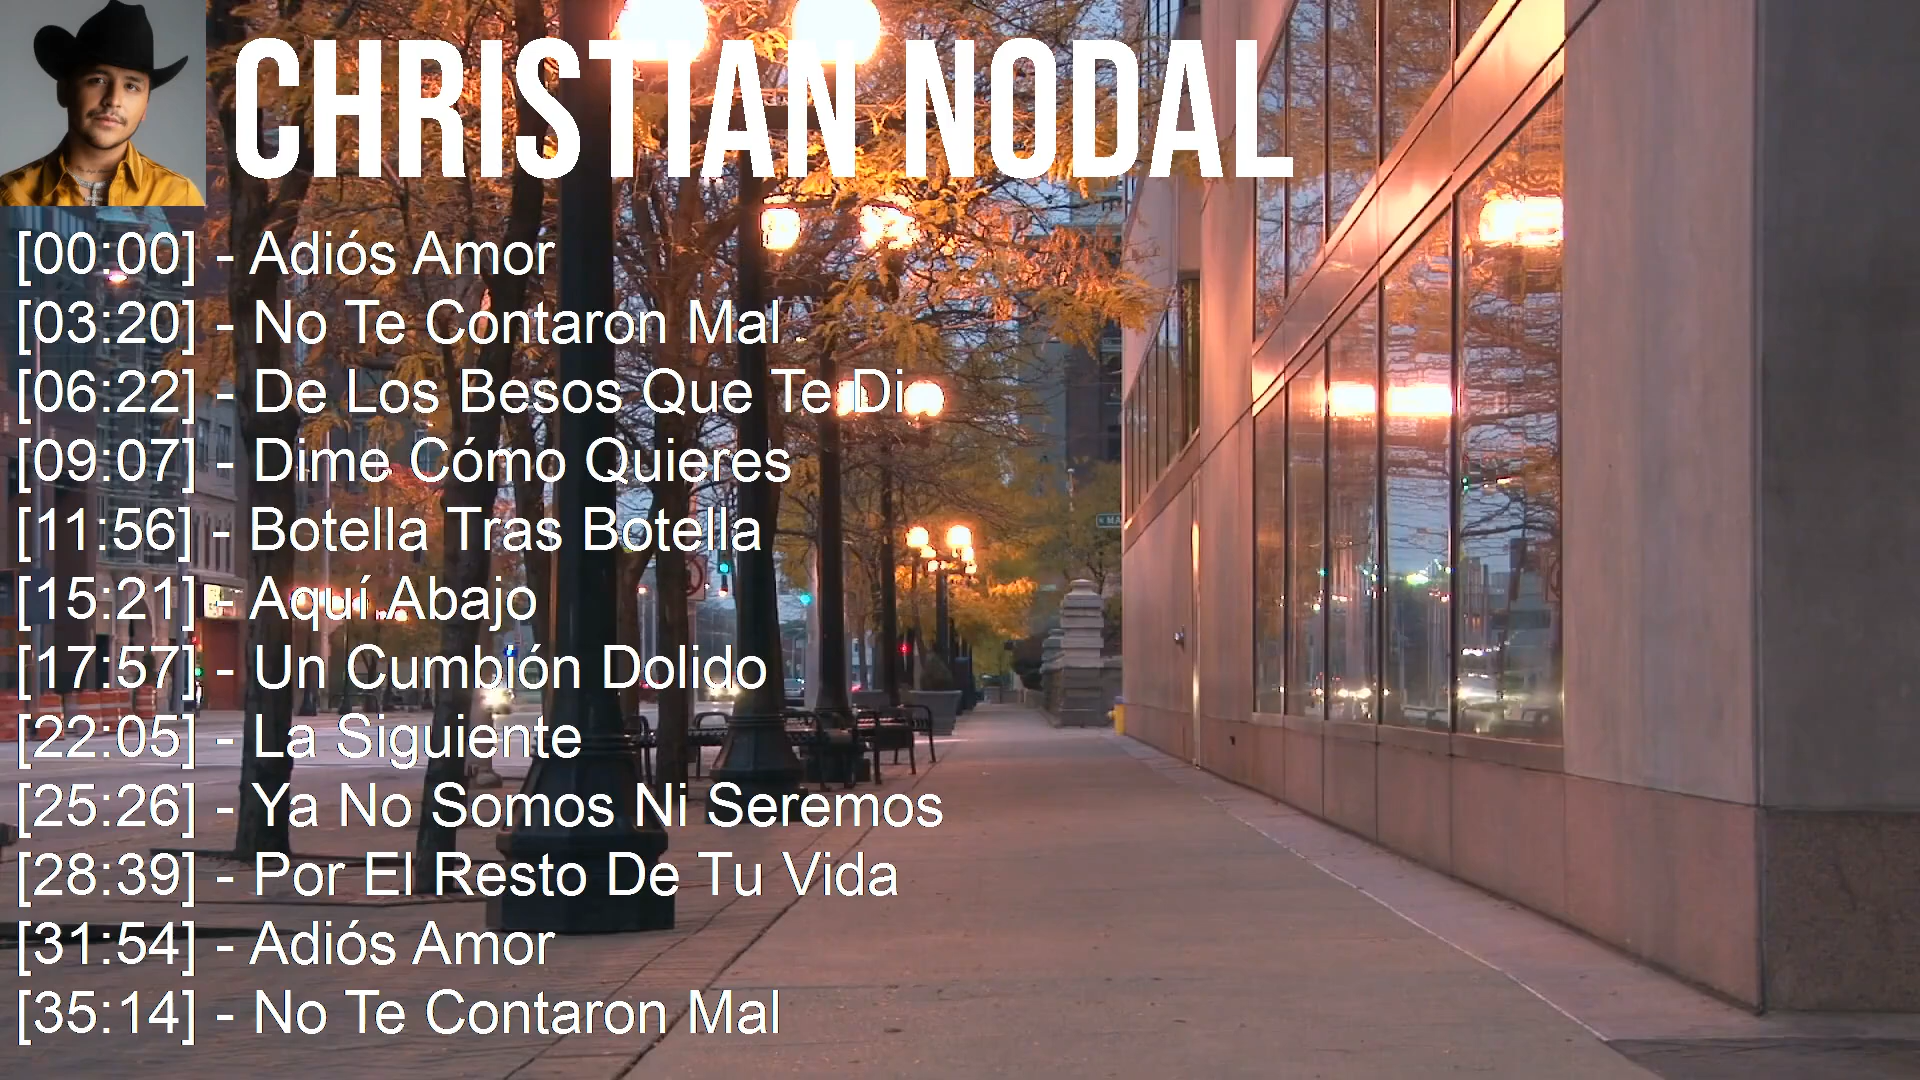 CHRISTIAN NODAL
[00:00] - Adiós Amor
[03:20] - No Te Contaron Mal
[06:22] - De Los Besos Que Te Di
[09:07] - Dime Cómo Quieres
[11:56] - Botella Tras Botella
[15:21] - Aquí Abajo
[17:57] - Un Cumbión Dolido
[22:05] - La Siguiente
[25:26] - Ya No Somos Ni Seremos
[28:39] - Por El Resto De Tu Vida
[31:54] - Adiós Amor
[35:14] - No Te Contaron Mal